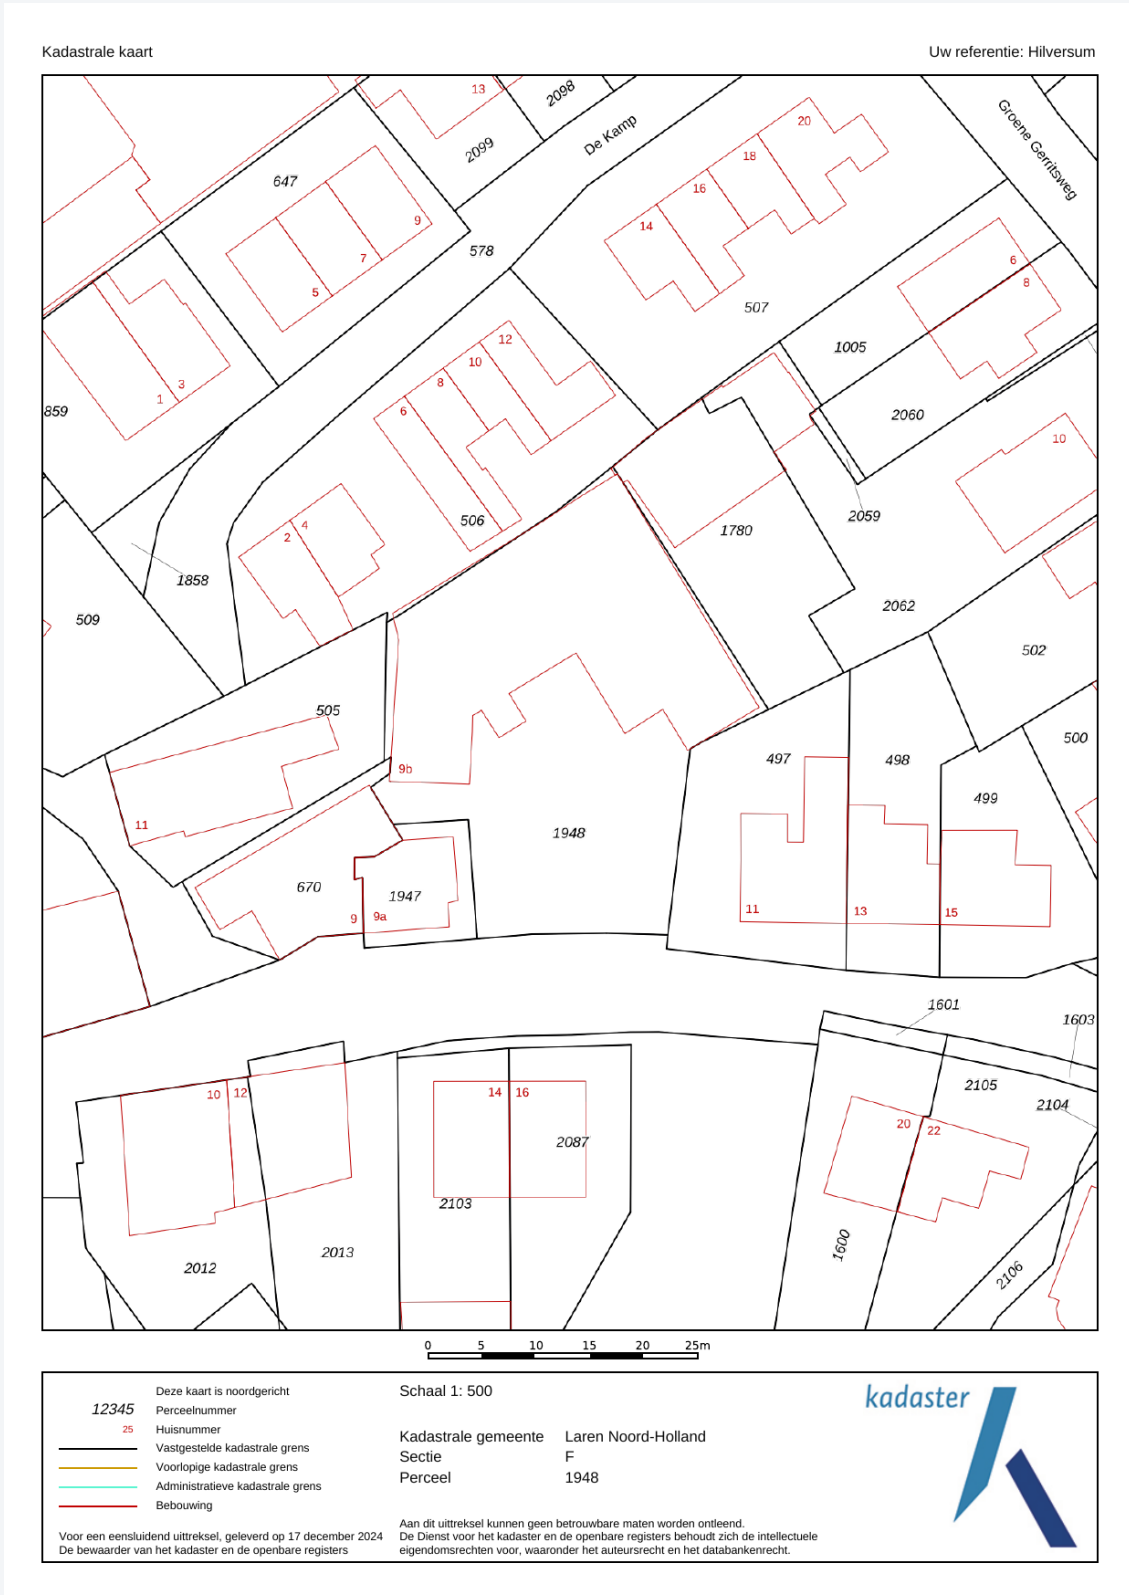 Kadastrale kaart
Uw referentie: Hilversum
13
2098
2099
De Kamp
20
18
16
14
Groene Gerritsweg
647
9
7
5
578
507
6
8
1005
2060
3
1
859
12
10
8
6
10
506
4
2
1780
2059
1858
509
2062
502
505
500
9b
497
498
499
11
1948
670
1947
9
9a
11
13
15
1601
1603
2105
2104
10
12
14
16
20
22
2087
2103
2013
2012
1600
2106
0 5 10 15 20 25m
Deze kaart is noordgericht
12345 Perceelnummer
25 Huisnummer
Vastgestelde kadastrale grens
Voorlopige kadastrale grens
Administratieve kadastrale grens
Bebouwing
Voor een eensluidend uittreksel, geleverd op 17 december 2024
De bewaarder van het kadaster en de openbare registers
Schaal 1: 500
Kadastrale gemeente Laren Noord-Holland
Sectie F
Perceel 1948
Aan dit uittreksel kunnen geen betrouwbare maten worden ontleend.
De Dienst voor het kadaster en de openbare registers behoudt zich de intellectuele
eigendomsrechten voor, waaronder het auteursrecht en het databankenrecht.
kadaster